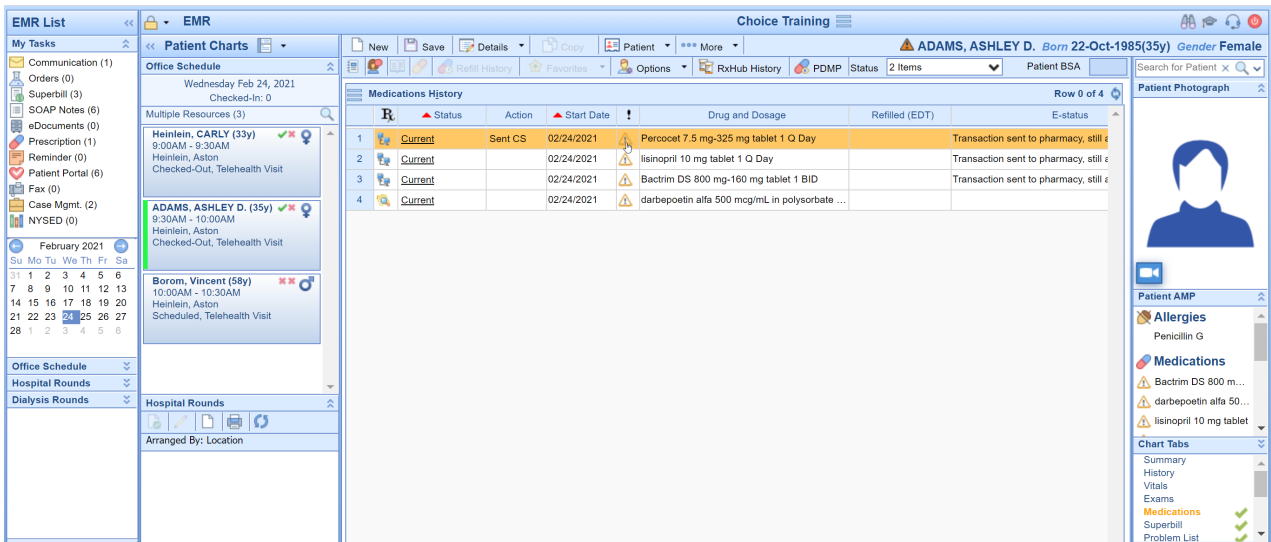 EMR List
EMR
Choice Training
My Tasks
Communication (1)
Orders (0)
Superbill (3)
SOAP Notes (6)
eDocuments (0)
Prescription (1)
Reminder (0)
Patient Portal (6)
Fax (0)
Case Mgmt. (2)
NYSED (0)
February 2021
Su Mo Tu We Th Fr Sa
31 1 2 3 4 5 6
7 8 9 10 11 12 13
14 15 16 17 18 19 20
21 22 23 24 25 26 27
28 1 2 3 4 5 6
Office Schedule
Hospital Rounds
Dialysis Rounds
Patient Charts
Office Schedule
Wednesday Feb 24, 2021
Checked-In: 0
Multiple Resources (3)
Heinlein, CARLY (33y)
9:00AM - 9:30AM
Heinlein, Aston
Checked-Out, Telehealth Visit
ADAMS, ASHLEY D. (35y)
9:30AM - 10:00AM
Heinlein, Aston
Checked-Out, Telehealth Visit
Borom, Vincent (58y)
10:00AM - 10:30AM
Heinlein, Aston
Scheduled, Telehealth Visit
Hospital Rounds
Arranged By: Location
New Save Details Copy Patient More
ADAMS, ASHLEY D. Born 22-Oct-1985(35y) Gender Female
Refill History Favorites Options RxHub History PDMP Status 2 Items Patient BSA
Medications History Row 0 of 4
Status Action Start Date ! Drug and Dosage Refilled (EDT) E-status
1 Current Sent CS 02/24/2021 Percocet 7.5 mg-325 mg tablet 1 Q Day Transaction sent to pharmacy, still a
2 Current 02/24/2021 lisinopril 10 mg tablet 1 Q Day Transaction sent to pharmacy, still a
3 Current 02/24/2021 Bactrim DS 800 mg-160 mg tablet 1 BID Transaction sent to pharmacy, still a
4 Current 02/24/2021 darbepoetin alfa 500 mcg/mL in polysorbate ...
Search for Patient
Patient Photograph
Patient AMP
Allergies
Penicillin G
Medications
Bactrim DS 800 m...
darbepoetin alfa 50...
lisinopril 10 mg tablet
Chart Tabs
Summary
History
Vitals
Exams
Medications
Superbill
Problem List